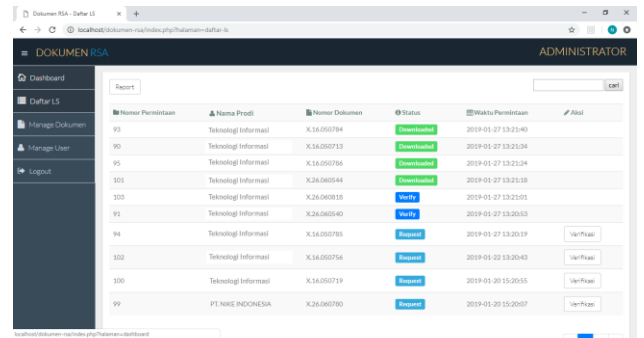 Dokumen RSA - Daftar LS
localhost/dokumen-rsa/index.php?halaman=daftar-ls
DOKUMEN RSA
ADMINISTRATOR
Dashboard
Daftar LS
Manage Dokumen
Manage User
Logout
Report
cari
Nomor Permintaan Nama Prodi Nomor Dokumen Status Waktu Permintaan Aksi
93 Teknologi Informasi X.16.050784 Downloaded 2019-01-27 13:21:40
90 Teknologi Informasi X.16.050713 Downloaded 2019-01-27 13:21:34
95 Teknologi Informasi X.16.050786 Downloaded 2019-01-27 13:21:24
101 Teknologi Informasi X.26.060544 Downloaded 2019-01-27 13:21:18
103 Teknologi Informasi X.26.060818 Verify 2019-01-27 13:21:01
91 Teknologi Informasi X.26.060540 Verify 2019-01-27 13:20:53
94 Teknologi Informasi X.16.050785 Request 2019-01-27 13:20:19 Verifikasi
102 Teknologi Informasi X.16.050756 Request 2019-01-22 13:20:43 Verifikasi
100 Teknologi Informasi X.16.050719 Request 2019-01-20 15:20:55 Verifikasi
99 PT. NIKE INDONESIA X.26.060780 Request 2019-01-20 15:20:07 Verifikasi
localhost/dokumen-rsa/index.php?halaman=dashboard